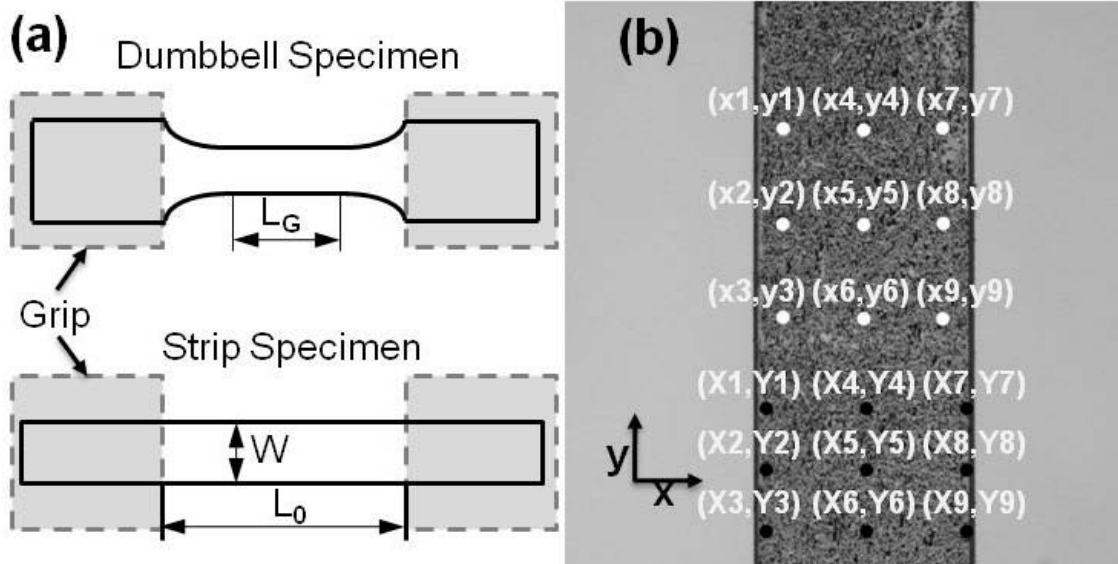 (a)
Dumbbell Specimen
L_G
Grip
Strip Specimen
W
L_0
(b)
(x1,y1) (x4,y4) (x7,y7)
(x2,y2) (x5,y5) (x8,y8)
(x3,y3) (x6,y6) (x9,y9)
(X1,Y1) (X4,Y4) (X7,Y7)
(X2,Y2) (X5,Y5) (X8,Y8)
(X3,Y3) (X6,Y6) (X9,Y9)
y
x